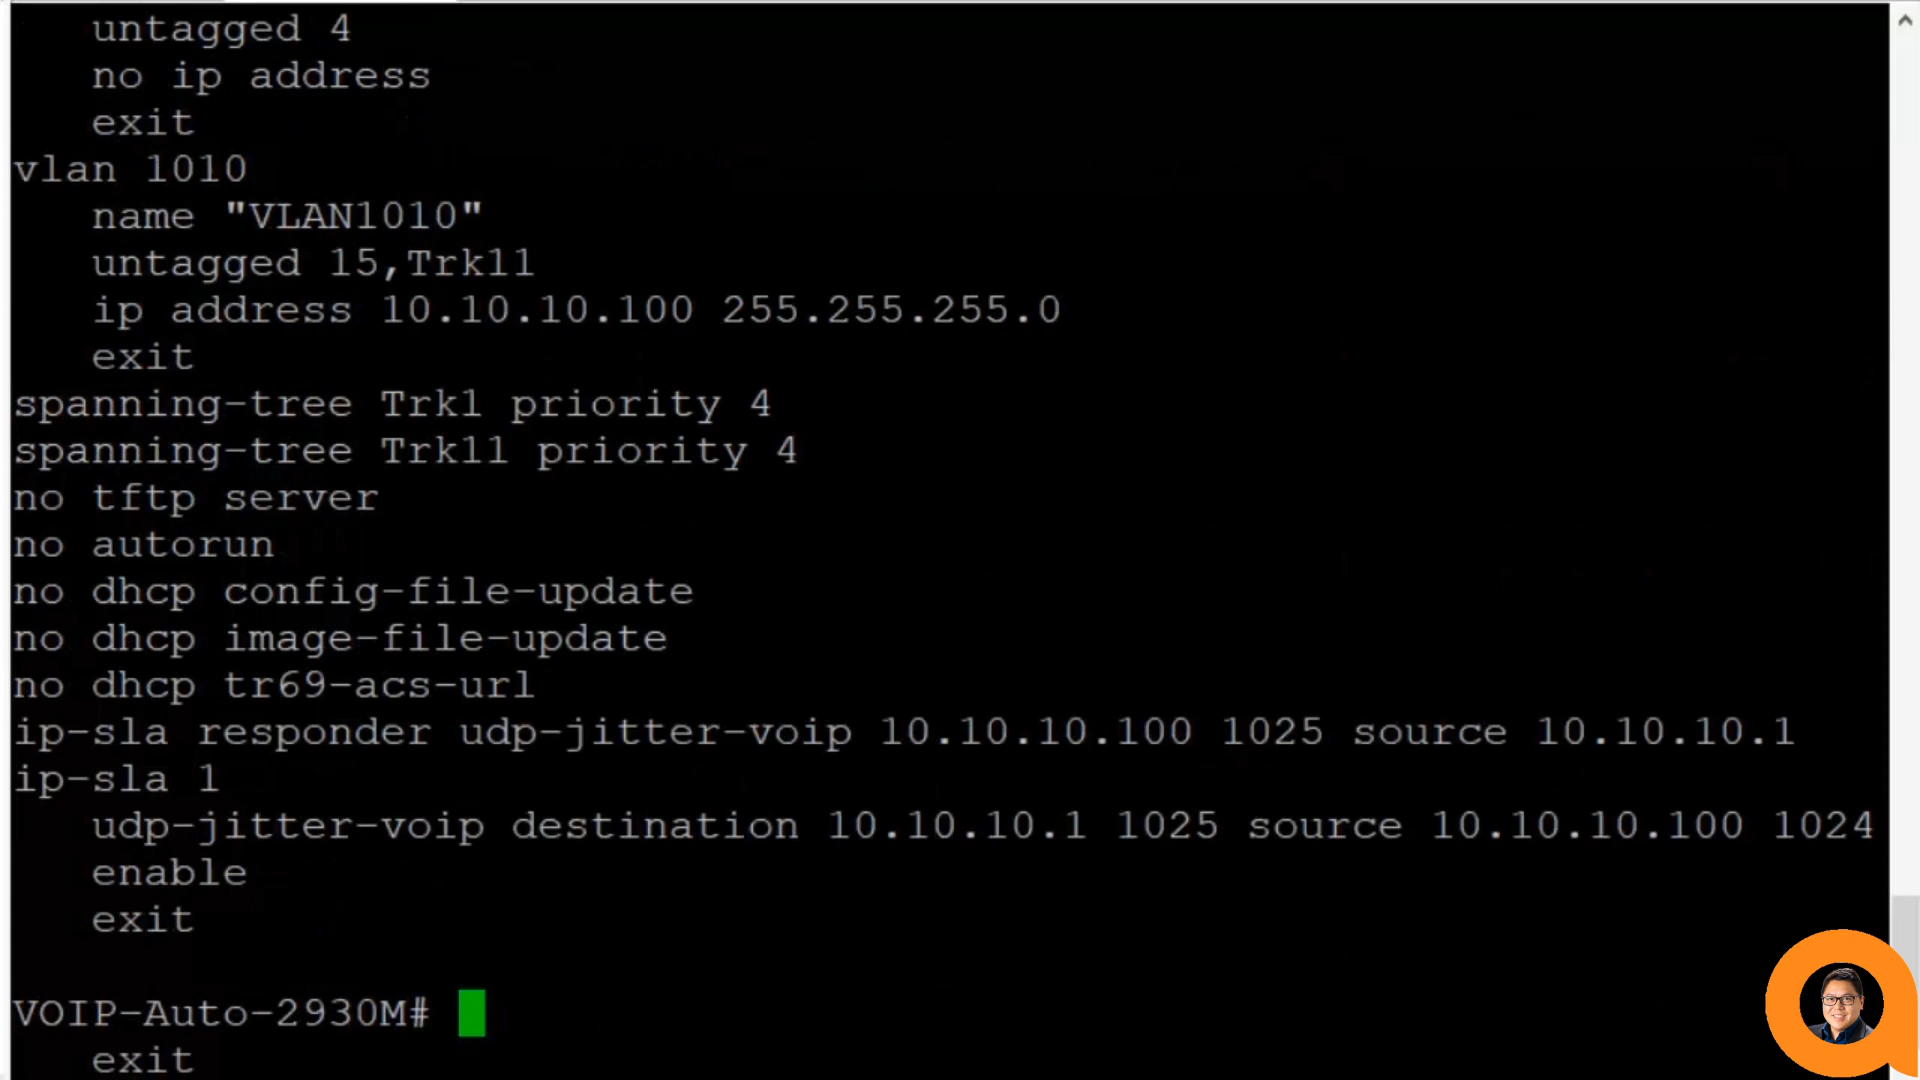 untagged 4
no ip address
exit
vlan 1010
name "VLAN1010"
untagged 15,Trk11
ip address 10.10.10.100 255.255.255.0
exit
spanning-tree Trk1 priority 4
spanning-tree Trk11 priority 4
no tftp server
no autorun
no dhcp config-file-update
no dhcp image-file-update
no dhcp tr69-acs-url
ip-sla responder udp-jitter-voip 10.10.10.100 1025 source 10.10.10.1
ip-sla 1
udp-jitter-voip destination 10.10.10.1 1025 source 10.10.10.100 1024
enable
exit
VOIP-Auto-2930M#
exit